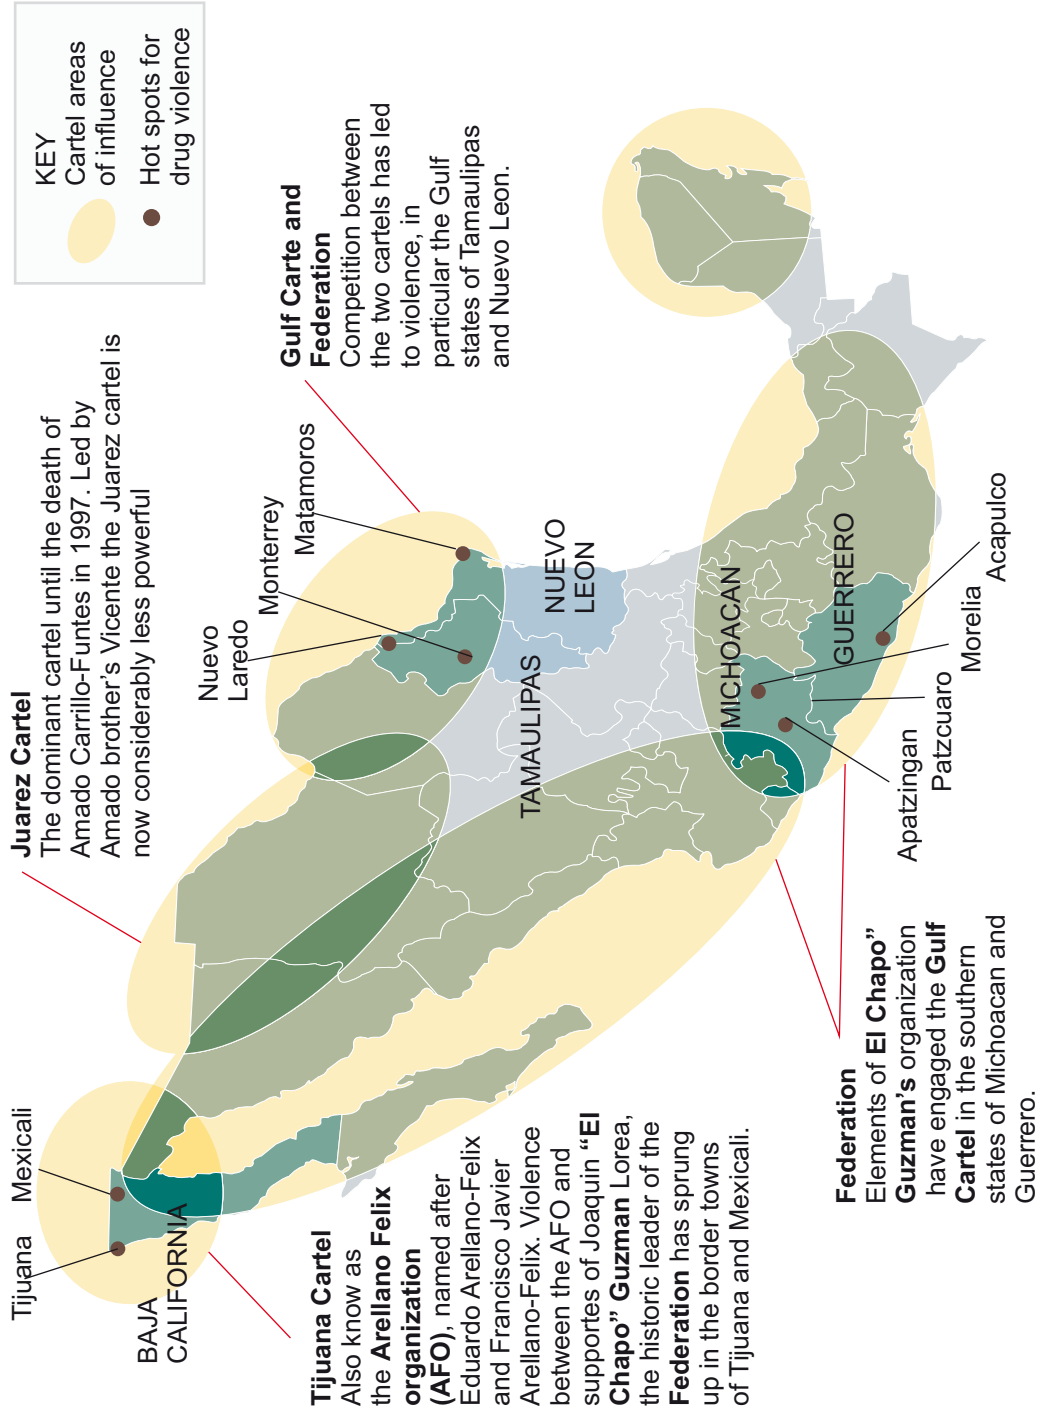 KEY
Cartel areas
of influence
Hot spots for
drug violence
Juarez Cartel
The dominant cartel until the death of
Amado Carrillo-Funtes in 1997. Led by
Amado brother's Vicente the Juarez cartel is
now considerably less powerful
Gulf Carte and
Federation
Competition between
the two cartels has led
to violence, in
particular the Gulf
states of Tamaulipas
and Nuevo Leon.
Tijuana
Mexicali
BAJA
CALIFORNIA
Nuevo
Laredo
Monterrey
Matamoros
NUEVO
LEON
TAMAULIPAS
MICHOACAN
GUERRERO
Apatzingan
Patzcuaro
Morelia
Acapulco
Tijuana Cartel
Also know as
the Arellano Felix
organization
(AFO), named after
Eduardo Arellano-Felix
and Francisco Javier
Arellano-Felix. Violence
between the AFO and
supportes of Joaquin “El
Chapo” Guzman Lorea,
the historic leader of the
Federation has sprung
up in the border towns
of Tijuana and Mexicali.
Federation
Elements of El Chapo”
Guzman's organization
have engaged the Gulf
Cartel in the southern
states of Michoacan and
Guerrero.